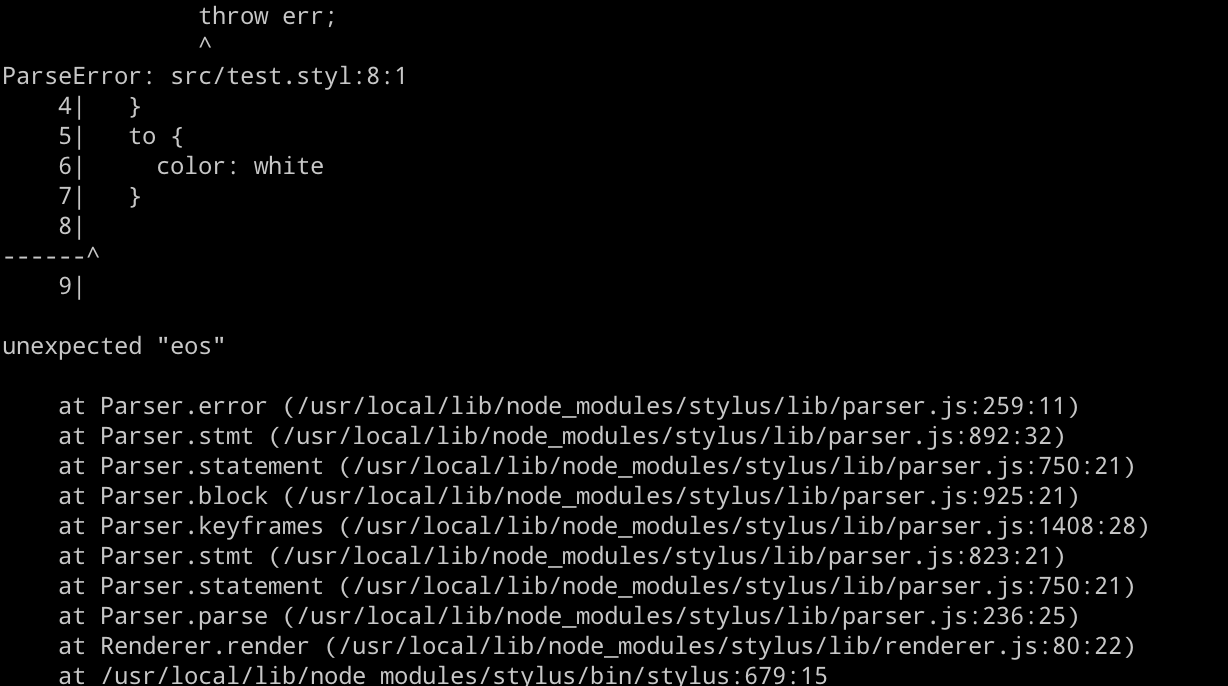 throw err;
^
ParseError: src/test.styl:8:1
4|   }
5|   to {
6|     color: white
7|   }
8|
------^
9|
unexpected "eos"
at Parser.error (/usr/local/lib/node_modules/stylus/lib/parser.js:259:11)
at Parser.stmt (/usr/local/lib/node_modules/stylus/lib/parser.js:892:32)
at Parser.statement (/usr/local/lib/node_modules/stylus/lib/parser.js:750:21)
at Parser.block (/usr/local/lib/node_modules/stylus/lib/parser.js:925:21)
at Parser.keyframes (/usr/local/lib/node_modules/stylus/lib/parser.js:1408:28)
at Parser.stmt (/usr/local/lib/node_modules/stylus/lib/parser.js:823:21)
at Parser.statement (/usr/local/lib/node_modules/stylus/lib/parser.js:750:21)
at Parser.parse (/usr/local/lib/node_modules/stylus/lib/parser.js:236:25)
at Renderer.render (/usr/local/lib/node_modules/stylus/lib/renderer.js:80:22)
at /usr/local/lib/node_modules/stylus/bin/stylus:679:15